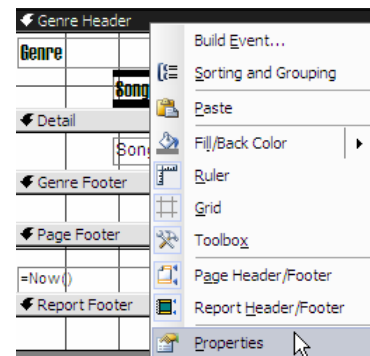 Genre Header
Genre
Song
Detail
Song
Genre Footer
Page Footer
=Now()
Report Footer
Build Event...
Sorting and Grouping
Paste
Fill/Back Color
Ruler
Grid
Toolbox
Page Header/Footer
Report Header/Footer
Properties